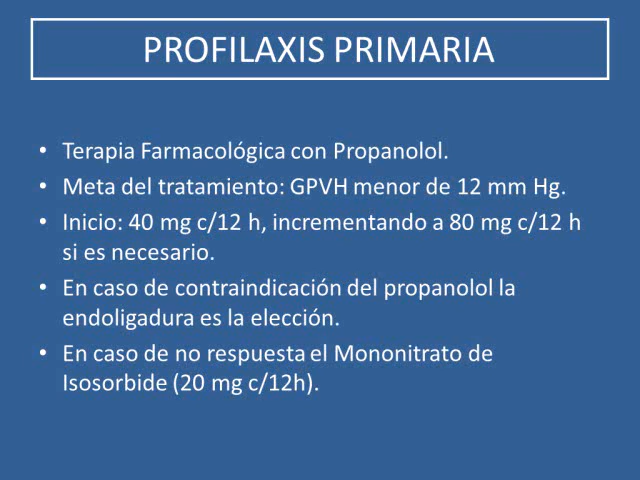 PROFILAXIS PRIMARIA
• Terapia Farmacológica con Propanolol.
• Meta del tratamiento: GPVH menor de 12 mm Hg.
• Inicio: 40 mg c/12 h, incrementando a 80 mg c/12 h
si es necesario.
• En caso de contraindicación del propanolol la
endoligadura es la elección.
• En caso de no respuesta el Mononitrato de
Isosorbide (20 mg c/12h).